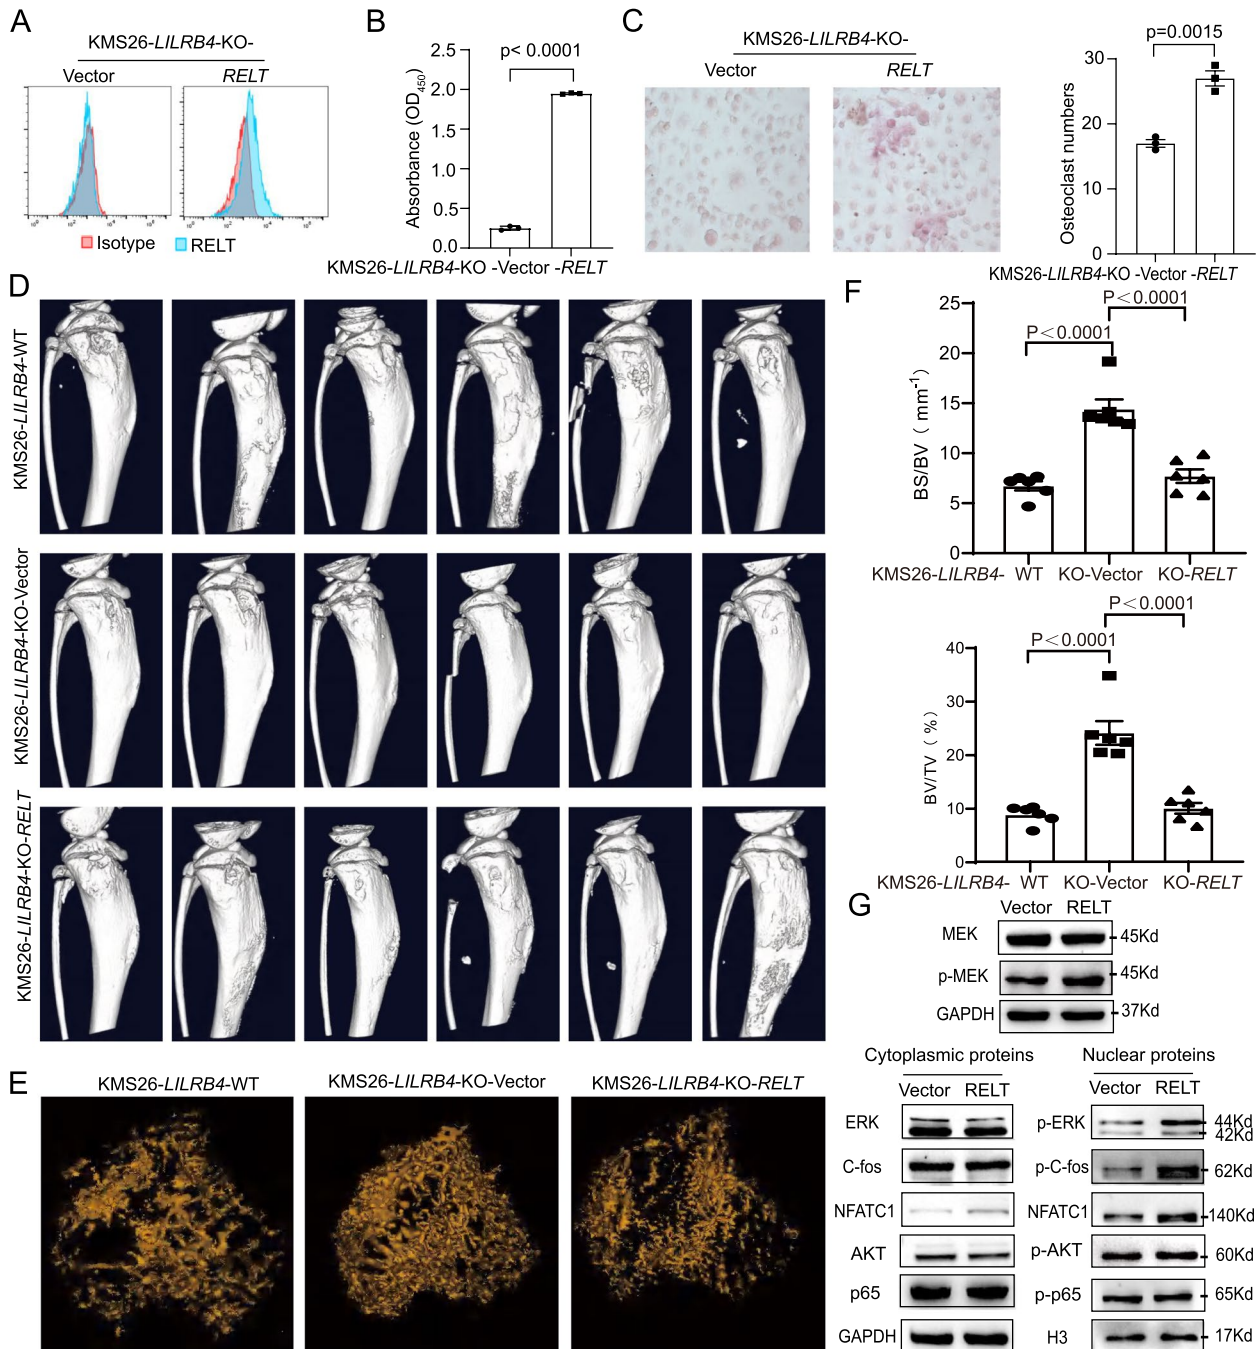 A
KMS26-LILRB4-KO-
Vector
RELT
Isotype
RELT
B
p< 0.0001
Absorbance (OD450)
2.5
2.0
1.5
1.0
0.5
0.0
KMS26-LILRB4-KO -Vector -RELT
C
KMS26-LILRB4-KO-
Vector
RELT
p=0.0015
Osteoclast numbers
30
20
10
0
KMS26-LILRB4-KO -Vector -RELT
D
KMS26-LILRB4-WT
KMS26-LILRB4-KO-Vector
KMS26-LILRB4-KO-RELT
E
KMS26-LILRB4-WT
KMS26-LILRB4-KO-Vector
KMS26-LILRB4-KO-RELT
F
P<0.0001
P<0.0001
BS/BV ( mm-1)
25
20
15
10
5
0
KMS26-LILRB4- WT KO-Vector KO-RELT
P<0.0001
P<0.0001
BV/TV ( %)
40
30
20
10
0
KMS26-LILRB4- WT KO-Vector KO-RELT
G
Vector RELT
MEK 45Kd
p-MEK 45Kd
GAPDH 37Kd
Cytoplasmic proteins
Vector RELT
ERK
C-fos
NFATC1
AKT
p65
GAPDH
Nuclear proteins
Vector RELT
p-ERK 44Kd
42Kd
p-C-fos 62Kd
NFATC1 140Kd
p-AKT 60Kd
p-p65 65Kd
H3 17Kd